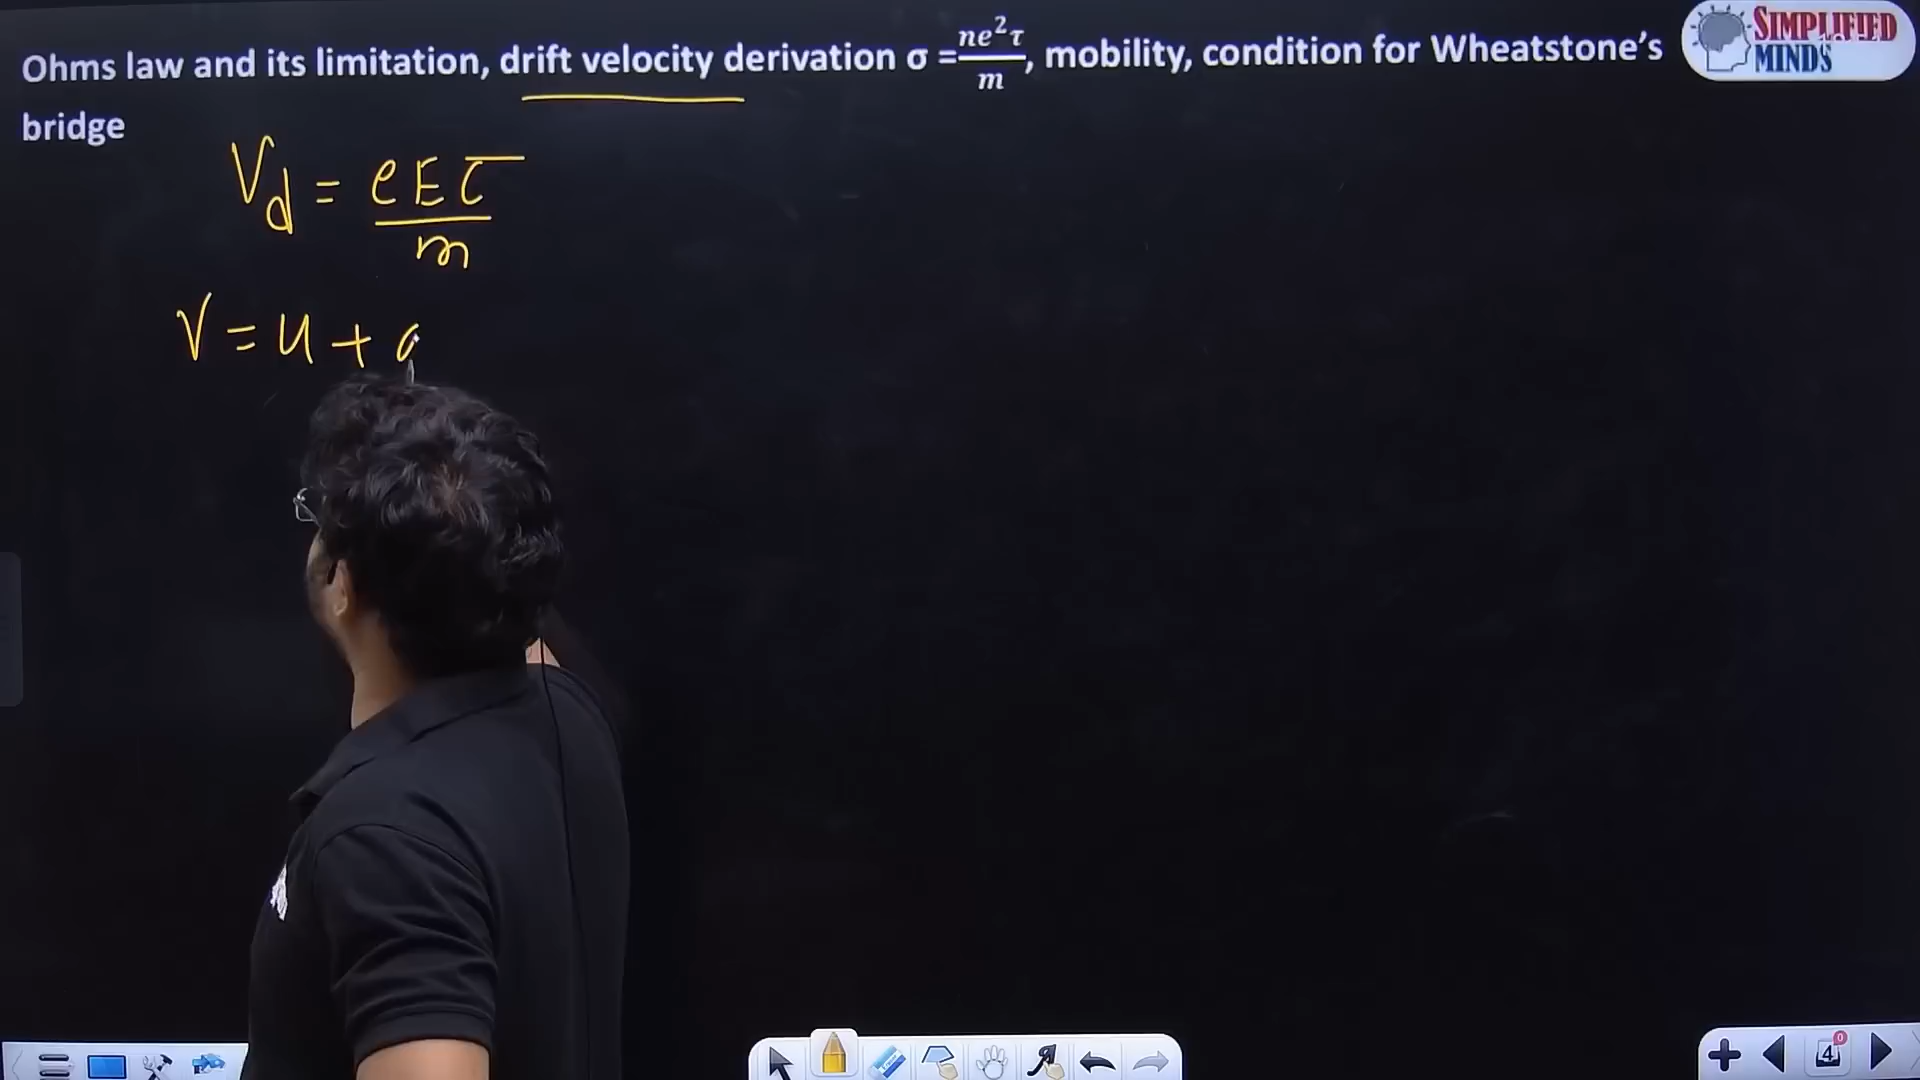 Ohms law and its limitation, drift velocity derivation σ = ne²τ/m, mobility, condition for Wheatstone's
bridge
SIMPLIFIED
MINDS
Vd = eEτ/m
V = u + a
4
0